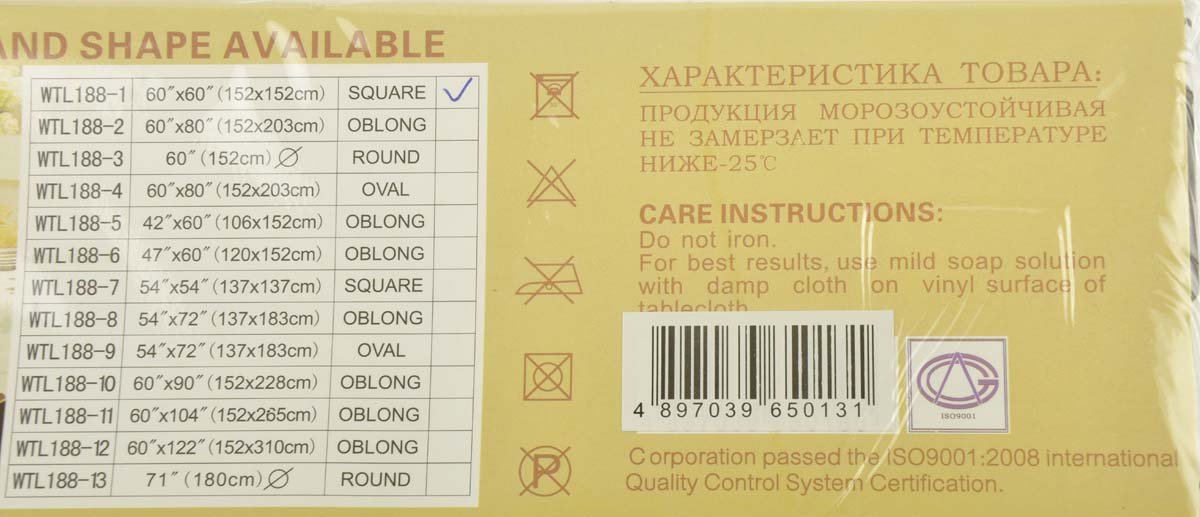 AND SHAPE AVAILABLE
WTL188-1 60"x60" (152x152cm) SQUARE ✓
WTL188-2 60"x80" (152x203cm) OBLONG
WTL188-3 60" (152cm) ∅ ROUND
WTL188-4 60"x80" (152x203cm) OVAL
WTL188-5 42"x60" (106x152cm) OBLONG
WTL188-6 47"x60" (120x152cm) OBLONG
WTL188-7 54"x54" (137x137cm) SQUARE
WTL188-8 54"x72" (137x183cm) OBLONG
WTL188-9 54"x72" (137x183cm) OVAL
WTL188-10 60"x90" (152x228cm) OBLONG
WTL188-11 60"x104" (152x265cm) OBLONG
WTL188-12 60"x122" (152x310cm) OBLONG
WTL188-13 71" (180cm) ∅ ROUND
P
ХАРАКТЕРИСТИКА ТОВАРА:
ПРОДУКЦИЯ МОРОЗОУСТОЙЧИВАЯ
НЕ ЗАМЕРЗАЕТ ПРИ ТЕМПЕРАТУРЕ
НИЖЕ-25℃
CARE INSTRUCTIONS:
Do not iron.
For best results, use mild soap solution
with damp cloth on vinyl surface of
tablecloth
4 897039 650131
ISO9001
Corporation passed the ISO9001:2008 international
Quality Control System Certification.